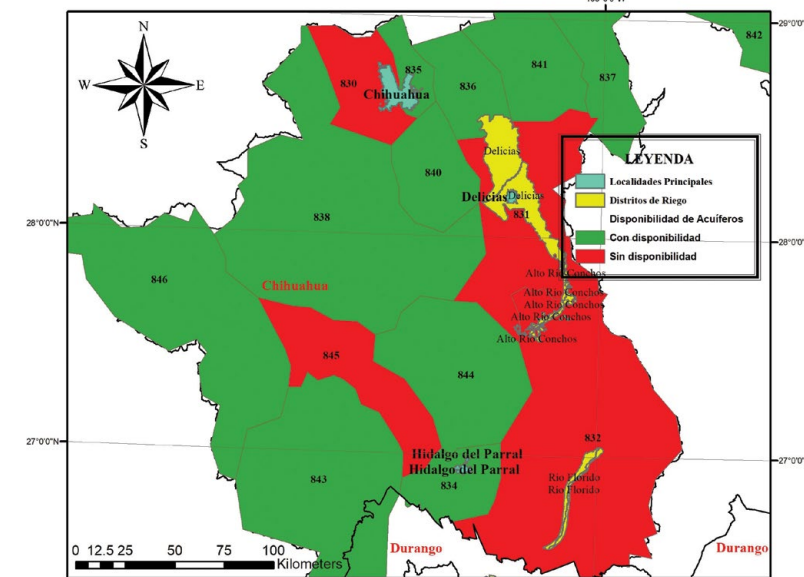 29°0'0"
842
N
W
E
S
830
835
836
841
837
Chihuahua
Delicias
LEYENDA
Localidades Principales
Distritos de Riego
Disponibilidad de Acuíferos
Con disponibilidad
Sin disponibilidad
840
Delicias
Delicias
831
838
28°0'0"N
28°0'0"
846
Chihuahua
Alto Rio Conchos
Alto Rio Conchos
Alto Rio Conchos
Alto Rio Conchos
Alto Rio Conchos
845
844
832
27°0'0"N
27°0'0"
Hidalgo del Parral
Hidalgo del Parral
843
834
Rio Florido
Rio Florido
0 12.5 25 50 75 100
Kilometers
Durango
Durango